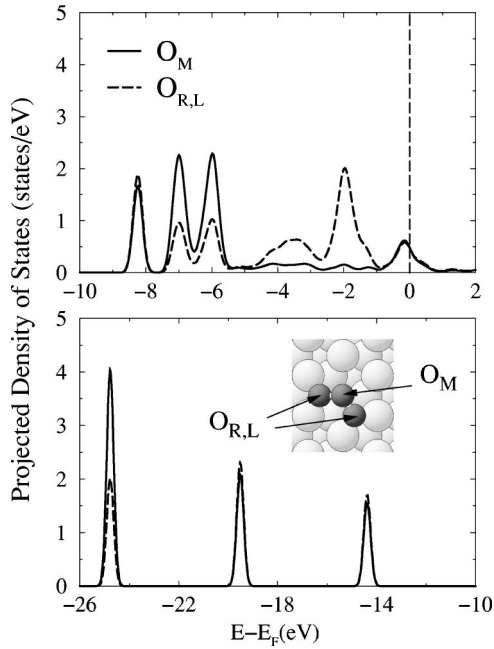 5
4
3
2
1
0
O_M
O_R,L
−10 −8 −6 −4 −2 0 2
Projected Density of States (states/eV)
5
4
3
2
1
0
O_M
O_R,L
−26 −22 −18 −14 −10
E−E_F(eV)